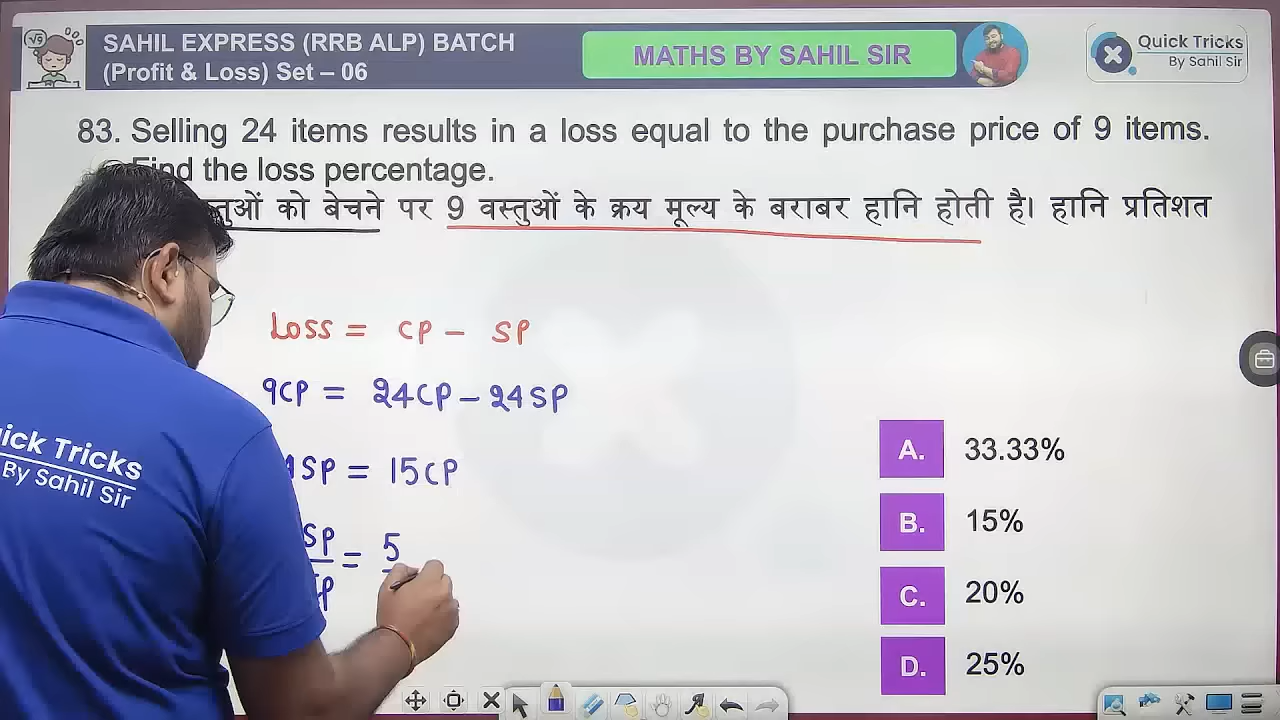 SAHIL EXPRESS (RRB ALP) BATCH
(Profit & Loss) Set – 06
MATHS BY SAHIL SIR
Quick Tricks
By Sahil Sir
83. Selling 24 items results in a loss equal to the purchase price of 9 items.
Find the loss percentage.
को बेचने पर 9 वस्तुओं के क्रय मूल्य के बराबर हानि होती है। हानि प्रतिशत
Loss = CP – SP
9CP = 24CP – 24SP
SP = 15CP
SP = 5
A. 33.33%
B. 15%
C. 20%
D. 25%
Tricks
By Sahil Sir